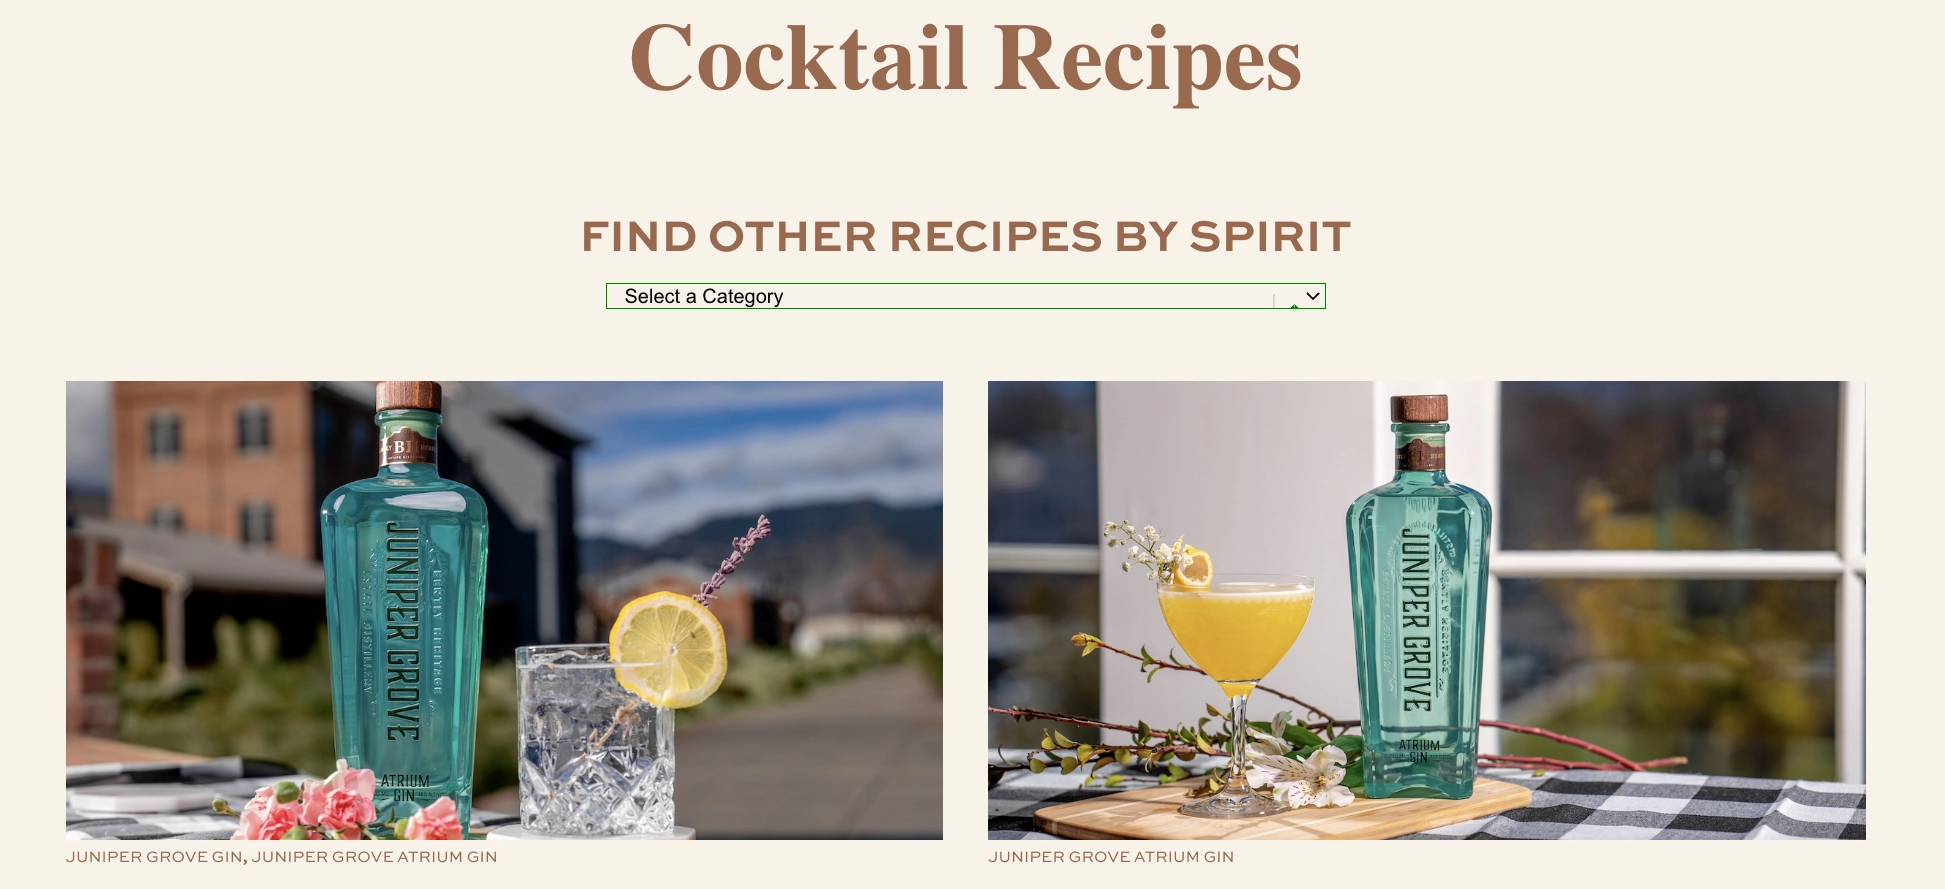 Cocktail Recipes
FIND OTHER RECIPES BY SPIRIT
Select a Category
BH
JUNIPER GROVE
ATRIUM
GIN
JUNIPER GROVE
ATRIUM
GIN
JUNIPER GROVE GIN, JUNIPER GROVE ATRIUM GIN
JUNIPER GROVE ATRIUM GIN